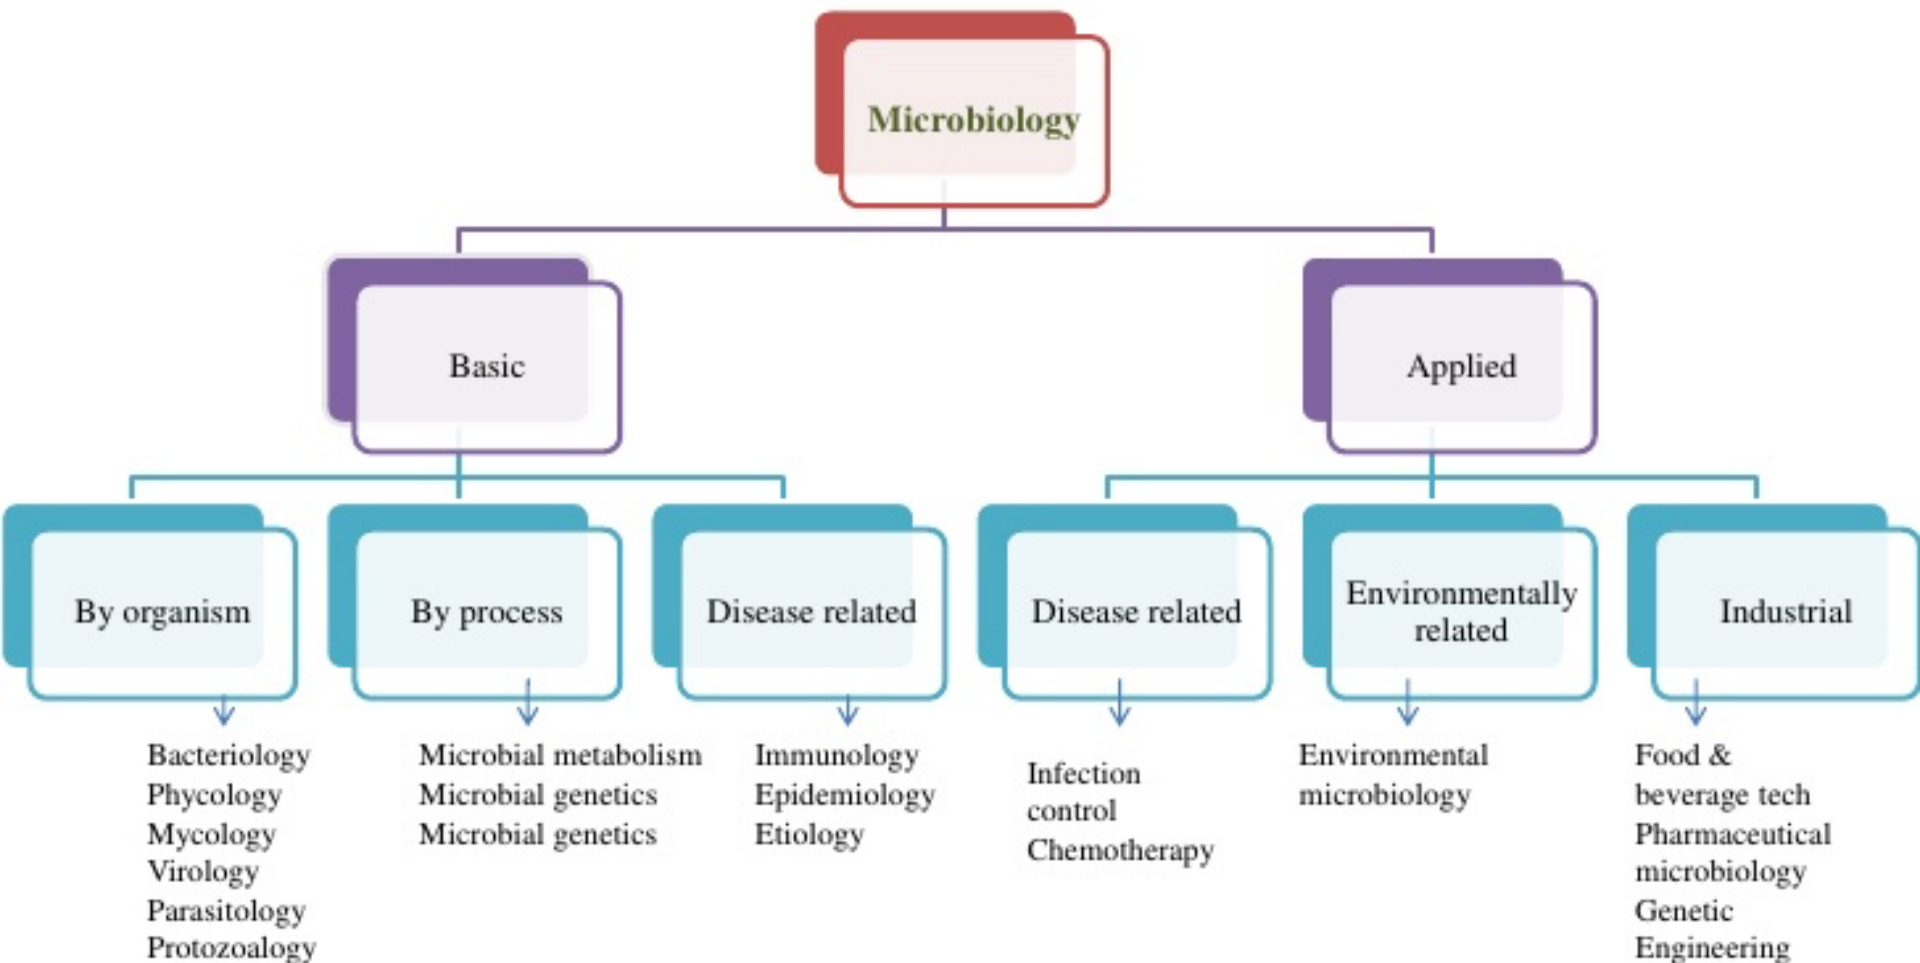 Microbiology
Basic
Applied
By organism
By process
Disease related
Disease related
Environmentally
related
Industrial
Bacteriology
Phycology
Mycology
Virology
Parasitology
Protozoalogy
Microbial metabolism
Microbial genetics
Microbial genetics
Immunology
Epidemiology
Etiology
Infection
control
Chemotherapy
Environmental
microbiology
Food &
beverage tech
Pharmaceutical
microbiology
Genetic
Engineering